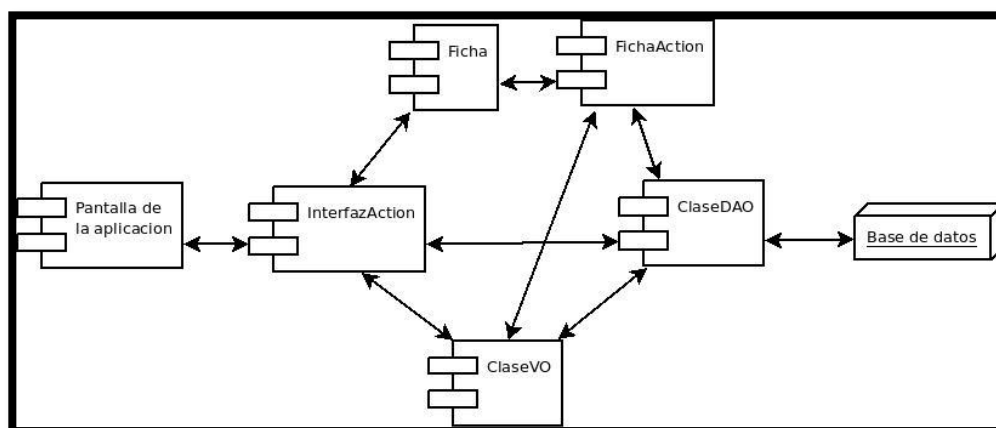 Ficha
FichaAction
Pantalla de
la aplicacion
InterfazAction
ClaseDAO
Base de datos
ClaseVO